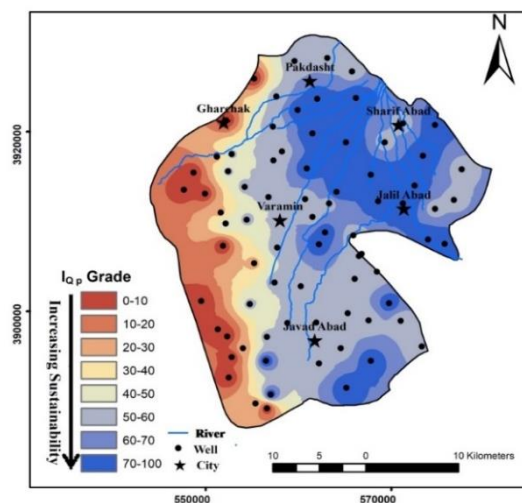 N
Pakdasht
Gharchak
Sharif Abad
3920000
Jalil Abad
Varamin
I Q p Grade
Increasing Sustainability
0-10
10-20
20-30
30-40
40-50
50-60
60-70
70-100
3900000
Javad Abad
River
Well
City
10 5 0 10 Kilometers
550000 570000